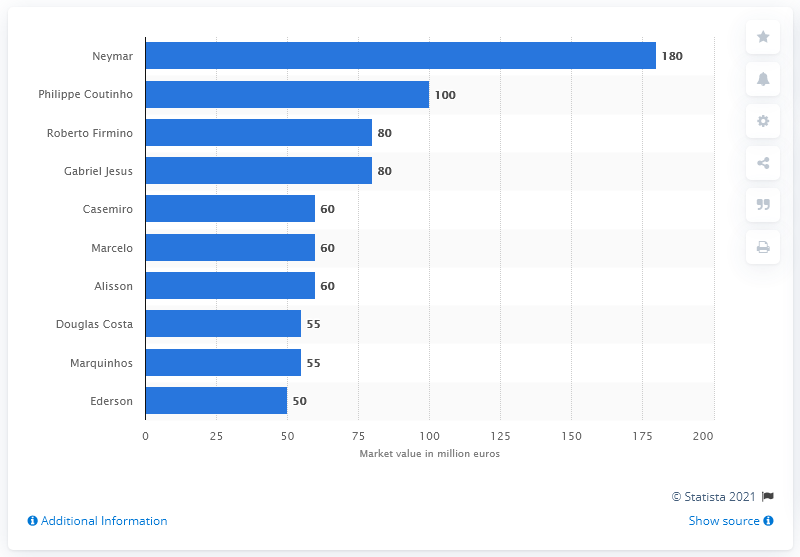 Neymar 180
Philippe Coutinho 100
Roberto Firmino 80
Gabriel Jesus 80
Casemiro 60
Marcelo 60
Alisson 60
Douglas Costa 55
Marquinhos 55
Ederson 50
0 25 50 75 100 125 150 175 200
Market value in million euros
© Statista 2021
Additional Information Show source